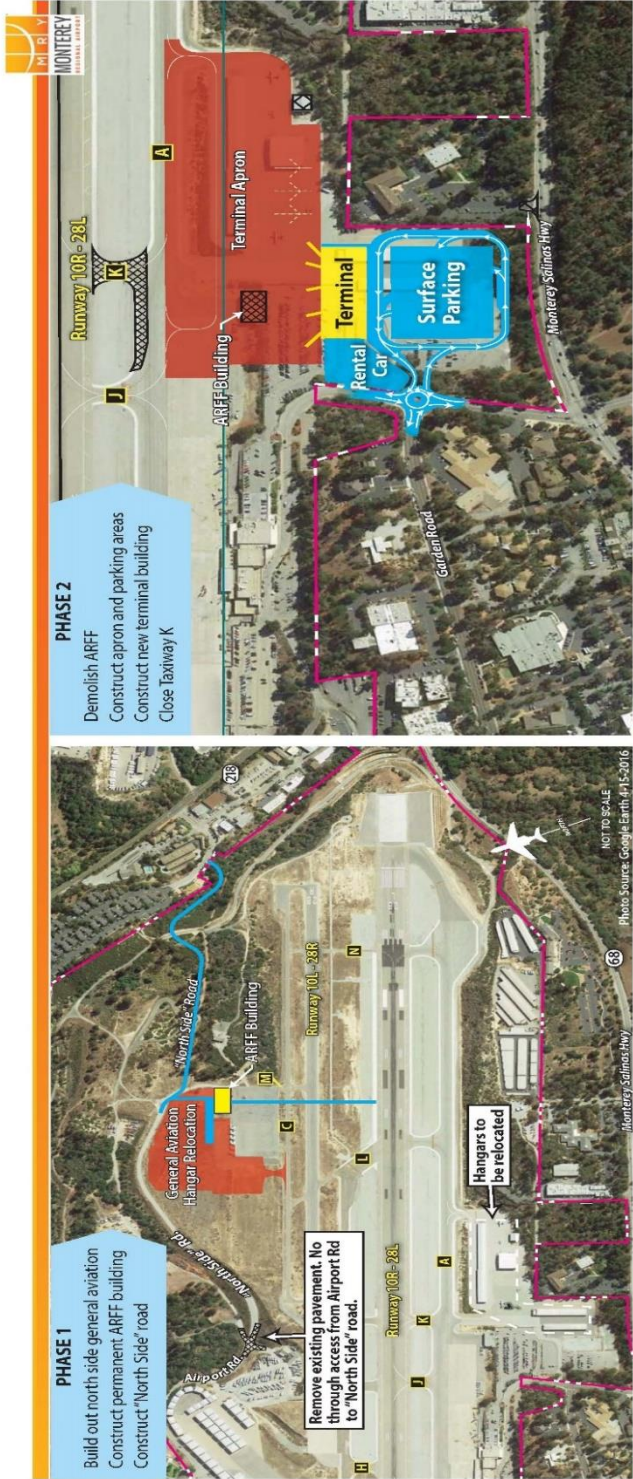 MRY
MONTEREY
REGIONAL AIRPORT
PHASE 1
Build out north side general aviation
Construct permanent ARFF building
Construct "North Side" road
Airport Rd.
"North Side" Rd.
Remove existing pavement. No
through access from Airport Rd
to "North Side" road.
General Aviation
Hangar Relocation
"North Side" Road
ARFF Building
218
M
C
Runway 10L - 28R
N
L
Runway 10R - 28L
H
J
K
A
Hangars to
be relocated
68
Monterey Salinas Hwy
NOT TO SCALE
Photo Source: Google Earth 4-15-2016
PHASE 2
Demolish ARFF
Construct apron and parking areas
Construct new terminal building
Close Taxiway K
Runway 10R - 28L
J
K
A
ARFF Building
Terminal Apron
Terminal
Rental
Car
Surface
Parking
Garden Road
Monterey Salinas Hwy